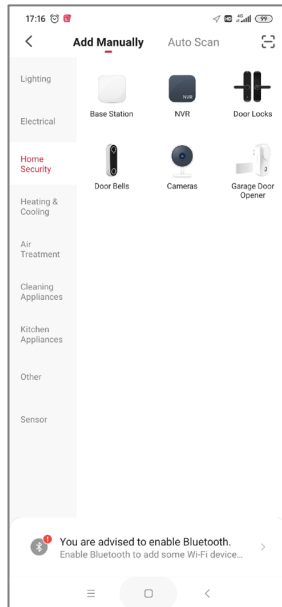 17:16 4G 99
Add Manually Auto Scan
Lighting
Electrical
Home
Security
Heating &
Cooling
Air
Treatment
Cleaning
Appliances
Kitchen
Appliances
Other
Sensor
NVR
Base Station NVR Door Locks
Door Bells Cameras Garage Door
Opener
You are advised to enable Bluetooth.
Enable Bluetooth to add some Wi-Fi device...